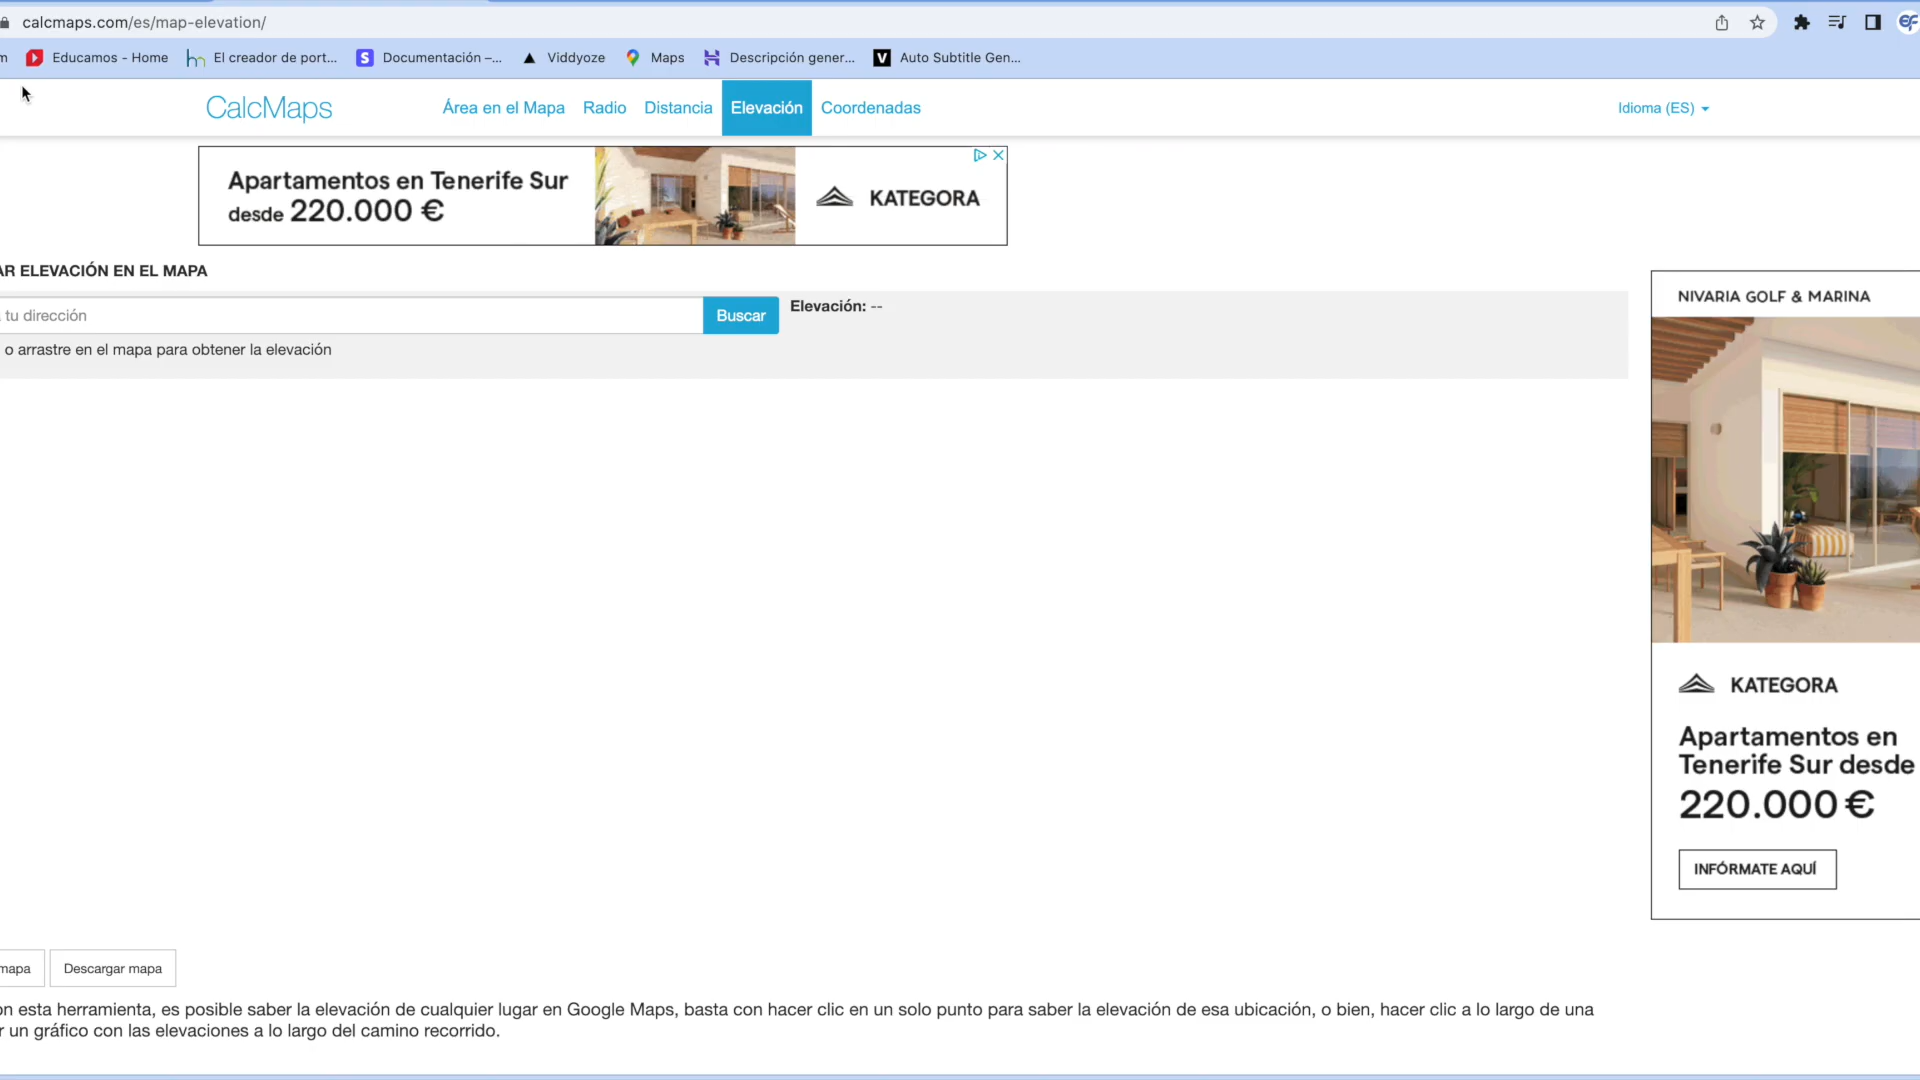 calcmaps.com/es/map-elevation/
m Educamos - Home El creador de port... Documentación –... Viddyoze Maps Descripción gener... Auto Subtitle Gen...
CalcMaps Área en el Mapa Radio Distancia Elevación Coordenadas Idioma (ES)
Apartamentos en Tenerife Sur
desde 220.000 €
KATEGORA
AR ELEVACIÓN EN EL MAPA
tu dirección
Buscar
Elevación: --
o arrastre en el mapa para obtener la elevación
NIVARIA GOLF & MARINA
KATEGORA
Apartamentos en
Tenerife Sur desde
220.000 €
INFÓRMATE AQUÍ
mapa Descargar mapa
on esta herramienta, es posible saber la elevación de cualquier lugar en Google Maps, basta con hacer clic en un solo punto para saber la elevación de esa ubicación, o bien, hacer clic a lo largo de una
r un gráfico con las elevaciones a lo largo del camino recorrido.